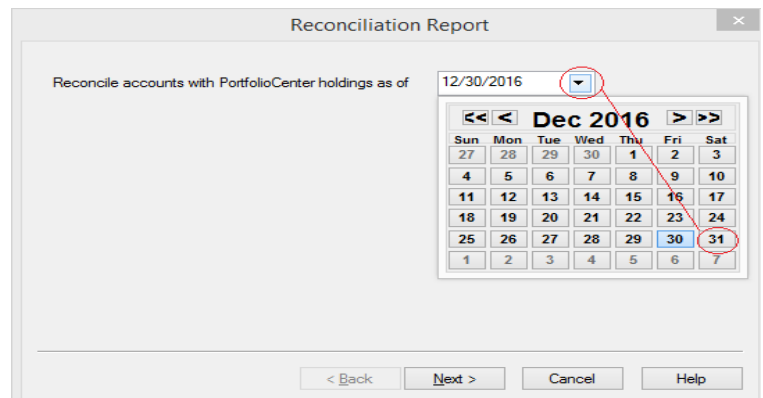 Reconciliation Report
Reconcile accounts with PortfolioCenter holdings as of 12/30/2016
<< < Dec 2016 > >>
Sun Mon Tue Wed Thu Fri Sat
27 28 29 30 1 2 3
4 5 6 7 8 9 10
11 12 13 14 15 16 17
18 19 20 21 22 23 24
25 26 27 28 29 30 31
1 2 3 4 5 6 7
< Back Next > Cancel Help